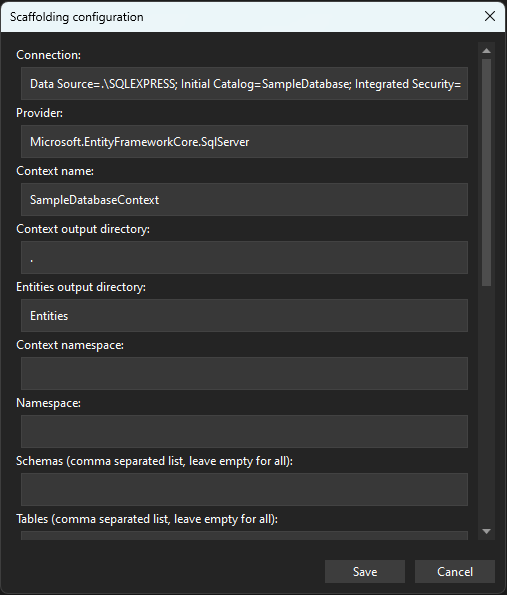 Scaffolding configuration
Connection:
Data Source=.\SQLEXPRESS; Initial Catalog=SampleDatabase; Integrated Security=
Provider:
Microsoft.EntityFrameworkCore.SqlServer
Context name:
SampleDatabaseContext
Context output directory:
.
Entities output directory:
Entities
Context namespace:
Namespace:
Schemas (comma separated list, leave empty for all):
Tables (comma separated list, leave empty for all):
Save Cancel